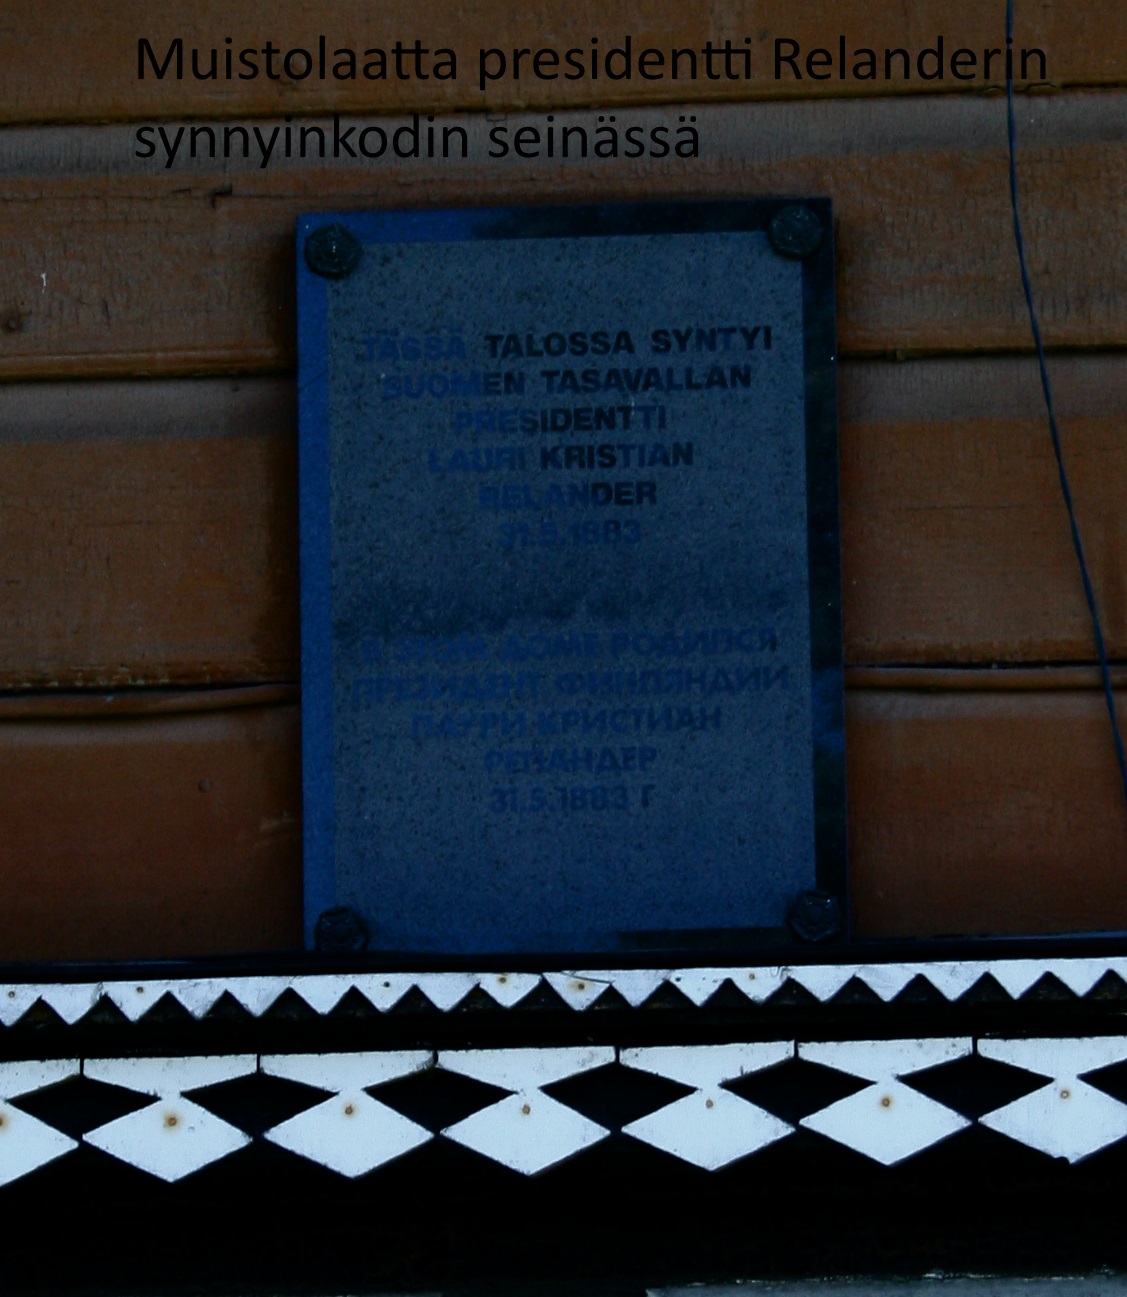 Muistolaatta presidentti Relanderin
synnyinkodin seinässä
TÄSSÄ TALOSSA SYNTYI
SUOMEN TASAVALLAN
PRESIDENTTI
LAURI KRISTIAN
RELANDER
31.5.1883
В ЭТОМ ДОМЕ РОДИЛСЯ
ПРЕЗИДЕНТ ФИНЛЯНДИИ
ЛАУРИ КРИСТИАН
РЕЛАНДЕР
31.5.1883 Г